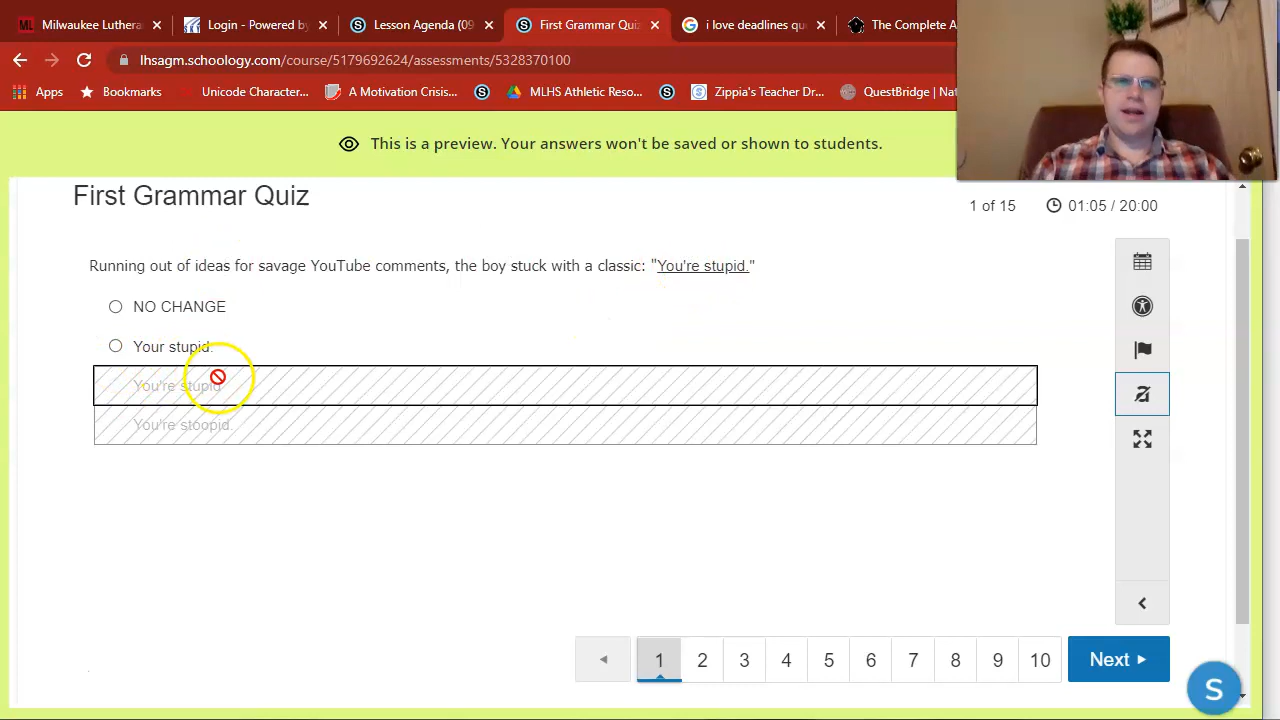 Milwaukee Luthera
Login - Powered by
Lesson Agenda (09
First Grammar Quiz
i love deadlines qu
The Complete A
lhsagm.schoology.com/course/5179692624/assessments/5328370100
Apps
Bookmarks
Unicode Character...
A Motivation Crisis...
MLHS Athletic Reso...
Zippia's Teacher Dr...
QuestBridge | Nat
This is a preview. Your answers won't be saved or shown to students.
First Grammar Quiz
1 of 15
01:05 / 20:00
Running out of ideas for savage YouTube comments, the boy stuck with a classic: "You're stupid."
NO CHANGE
Your stupid.
You're stupid
You're stoopid.
1 2 3 4 5 6 7 8 9 10
Next
S